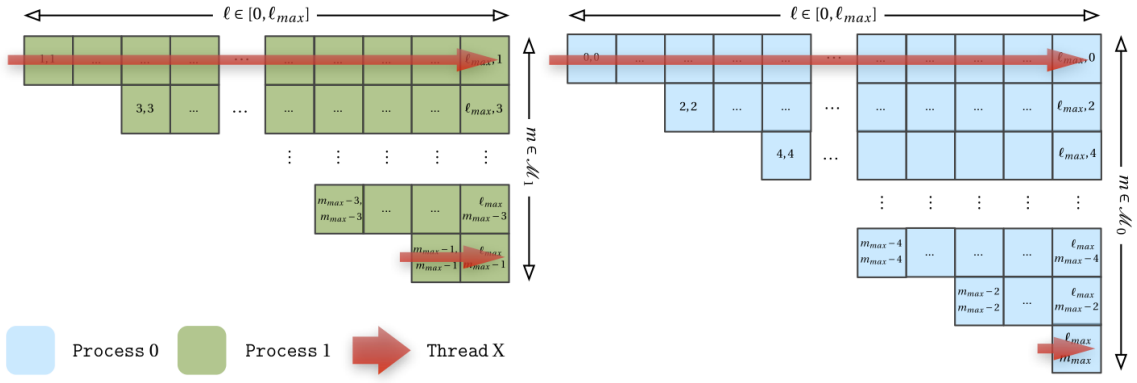 ℓ ∈ [0, ℓmax]
1,1 ... ... ... ... ... ... ... ... ℓmax,1
3,3 ... ... ... ... ... ... ℓmax,3
⋮ ⋮ ⋮ ⋮ ⋮
mmax−3, ... ... ℓmax
mmax−3 mmax−3
mmax−1, ℓmax
mmax−1 mmax−1
m ∈ ℳ1
ℓ ∈ [0, ℓmax]
0,0 ... ... ... ... ... ... ... ... ... ℓmax,0
2,2 ... ... ... ... ... ... ... ℓmax,2
4,4 ... ℓmax,4
⋮ ⋮ ⋮ ⋮ ⋮
mmax−4 ... ... ... ℓmax
mmax−4 mmax−4
mmax−2 ... ℓmax
mmax−2 mmax−2
ℓmax
mmax
m ∈ ℳ0
Process 0
Process 1
Thread X